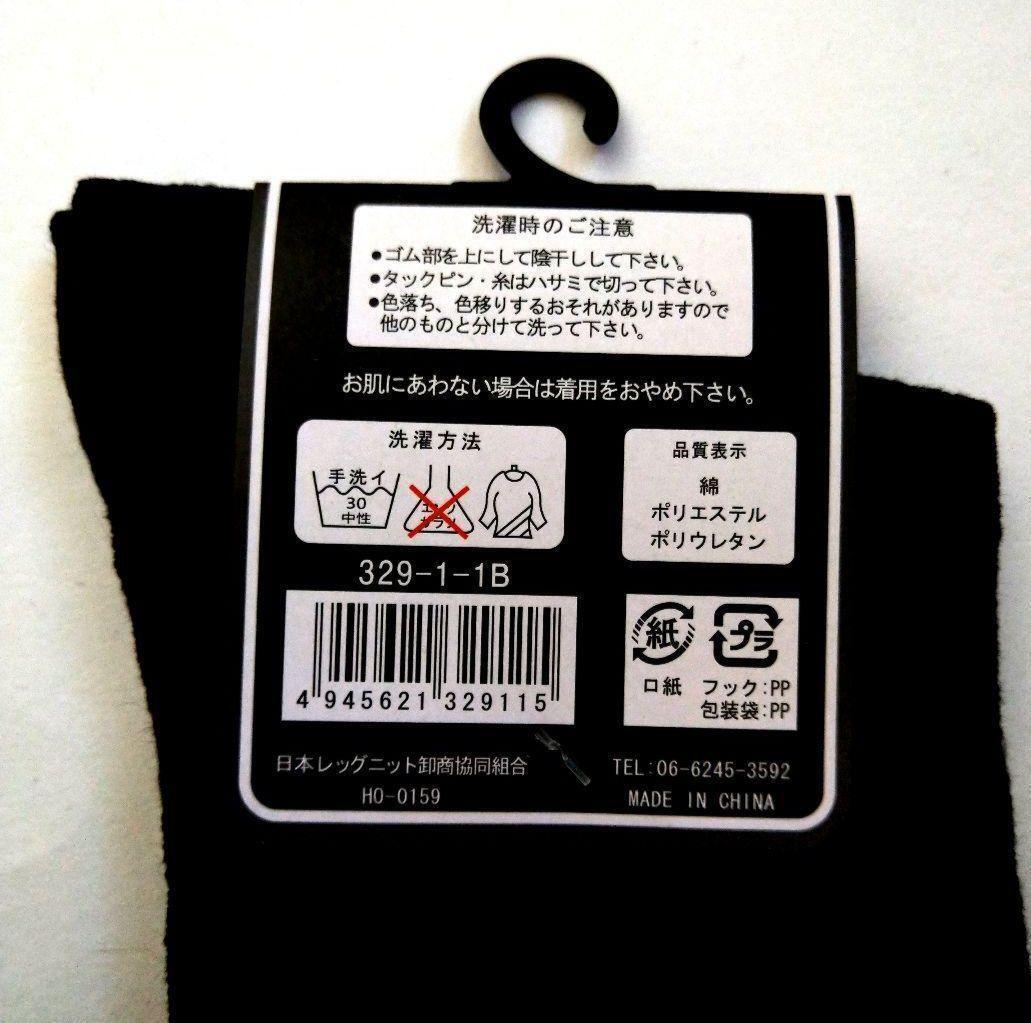 洗濯時のご注意
●ゴム部を上にして陰干しして下さい。
●タックピン・糸はハサミで切って下さい。
●色落ち、色移りするおそれがありますので
他のものと分けて洗って下さい。
お肌にあわない場合は着用をおやめ下さい。
洗濯方法
手洗イ
30
中性
品質表示
綿
ポリエステル
ポリウレタン
329-1-1B
4 945621 329115
紙 プラ
口紙 フック:PP
包装袋:PP
日本レッグニット卸商協同組合
HO-0159
TEL:06-6245-3592
MADE IN CHINA